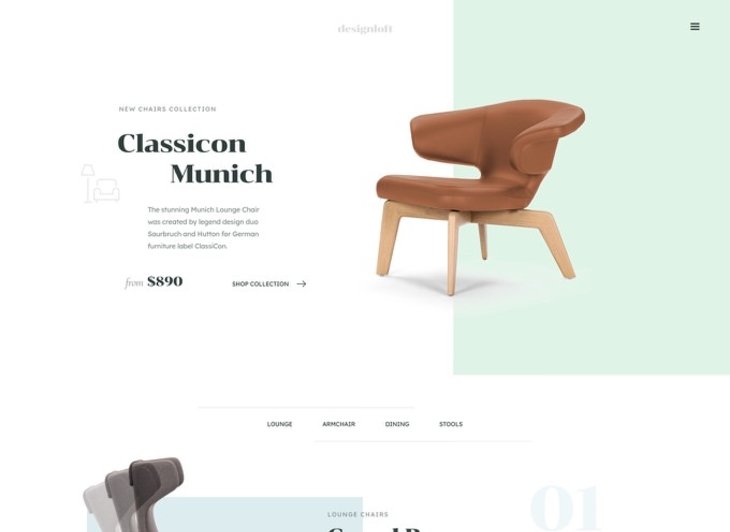 designloft
NEW CHAIRS COLLECTION
Classicon
Munich
The stunning Munich Lounge Chair
was created by legend design duo
Saurbruch and Hutton for German
furniture label ClassiCon.
from $890
SHOP COLLECTION
LOUNGE
ARMCHAIR
DINING
STOOLS
LOUNGE CHAIRS
01